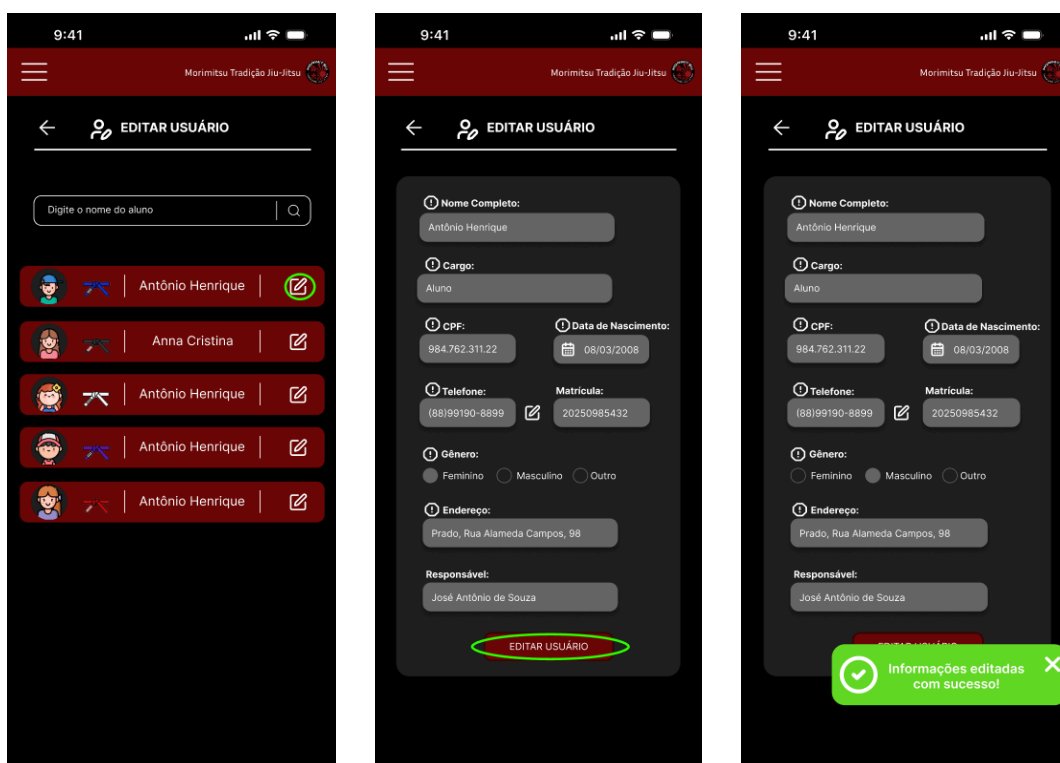 9:41
Morimitsu Tradição Jiu-Jitsu
EDITAR USUÁRIO
Digite o nome do aluno
Antônio Henrique
Anna Cristina
Antônio Henrique
Antônio Henrique
Antônio Henrique
9:41
Morimitsu Tradição Jiu-Jitsu
EDITAR USUÁRIO
Nome Completo:
Antônio Henrique
Cargo:
Aluno
CPF: Data de Nascimento:
984.762.311.22 08/03/2008
Telefone: Matrícula:
(88)99190-8899 20250985432
Gênero:
Feminino Masculino Outro
Endereço:
Prado, Rua Alameda Campos, 98
Responsável:
José Antônio de Souza
EDITAR USUÁRIO
9:41
Morimitsu Tradição Jiu-Jitsu
EDITAR USUÁRIO
Nome Completo:
Antônio Henrique
Cargo:
Aluno
CPF: Data de Nascimento:
984.762.311.22 08/03/2008
Telefone: Matrícula:
(88)99190-8899 20250985432
Gênero:
Feminino Masculino Outro
Endereço:
Prado, Rua Alameda Campos, 98
Responsável:
José Antônio de Souza
EDITAR USUÁRIO
Informações editadas
com sucesso!